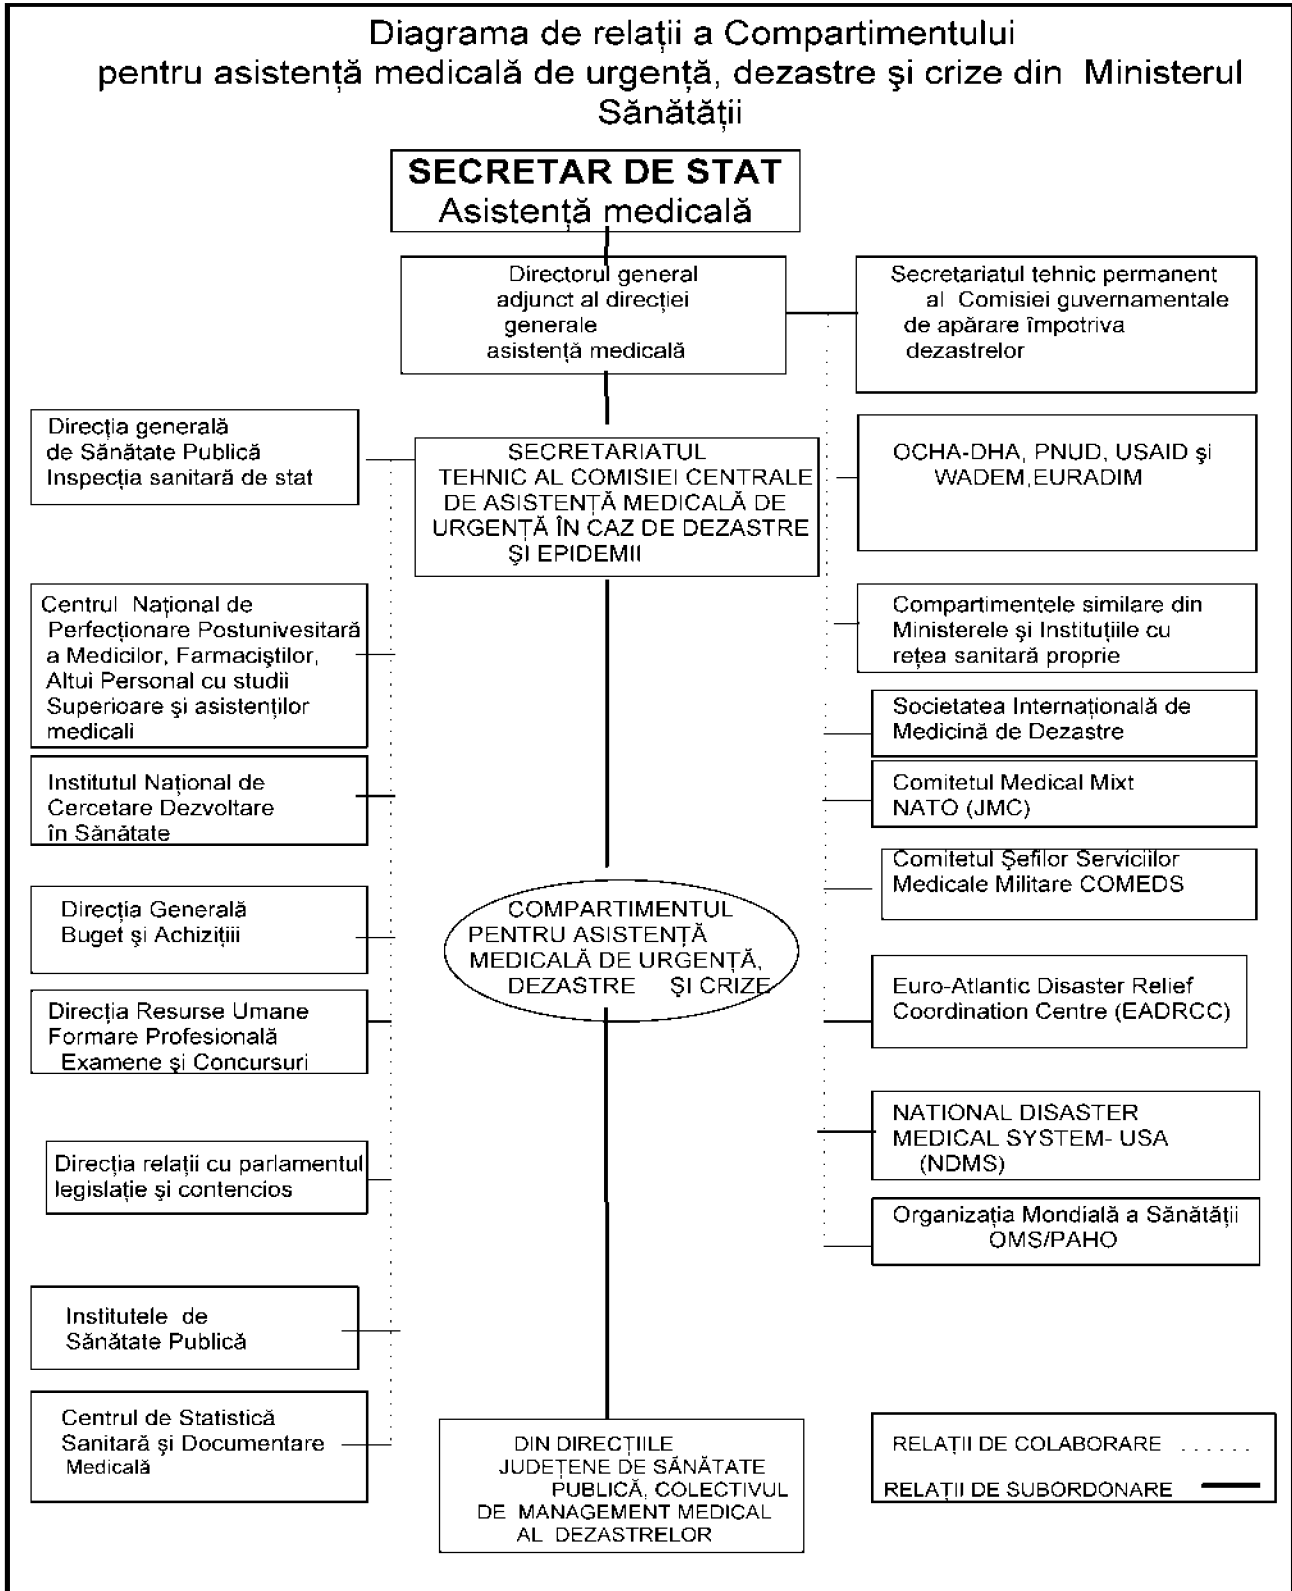 Diagrama de relații a Compartimentului
pentru asistență medicală de urgență, dezastre și crize din Ministerul
Sănătății
SECRETAR DE STAT
Asistență medicală
Directorul general
adjunct al direcției
generale
asistență medicală
Secretariatul tehnic permanent
al Comisiei guvernamentale
de apărare împotriva
dezastrelor
Direcția generală
de Sănătate Publică
Inspecția sanitară de stat
SECRETARIATUL
TEHNIC AL COMISIEI CENTRALE
DE ASISTENȚĂ MEDICALĂ DE
URGENȚĂ ÎN CAZ DE DEZASTRE
ŞI EPIDEMII
OCHA-DHA, PNUD, USAID şi
WADEM,EURADIM
Centrul Național de
Perfecționare Postunivesitară
a Medicilor, Farmaciştilor,
Altui Personal cu studii
Superioare şi asistenților
medicali
Compartimentele similare din
Ministerele şi Instituțiile cu
rețea sanitară proprie
Societatea Internațională de
Medicină de Dezastre
Institutul Național de
Cercetare Dezvoltare
în Sănătate
Comitetul Medical Mixt
NATO (JMC)
Comitetul Şefilor Serviciilor
Medicale Militare COMEDS
Direcția Generală
Buget şi Achizițiii
COMPARTIMENTUL
PENTRU ASISTENȚĂ
MEDICALĂ DE URGENȚĂ,
DEZASTRE ŞI CRIZE
Euro-Atlantic Disaster Relief
Coordination Centre (EADRCC)
Direcția Resurse Umane
Formare Profesională
Examene şi Concursuri
NATIONAL DISASTER
MEDICAL SYSTEM- USA
(NDMS)
Direcția relații cu parlamentul
legislație şi contencios
Organizația Mondială a Sănătății
OMS/PAHO
Institutele de
Sănătate Publică
Centrul de Statistică
Sanitară şi Documentare
Medicală
DIN DIRECȚIILE
JUDEȚENE DE SĂNĂTATE
PUBLICĂ, COLECTIVUL
DE MANAGEMENT MEDICAL
AL DEZASTRELOR
RELAȚII DE COLABORARE ......
RELAȚII DE SUBORDONARE